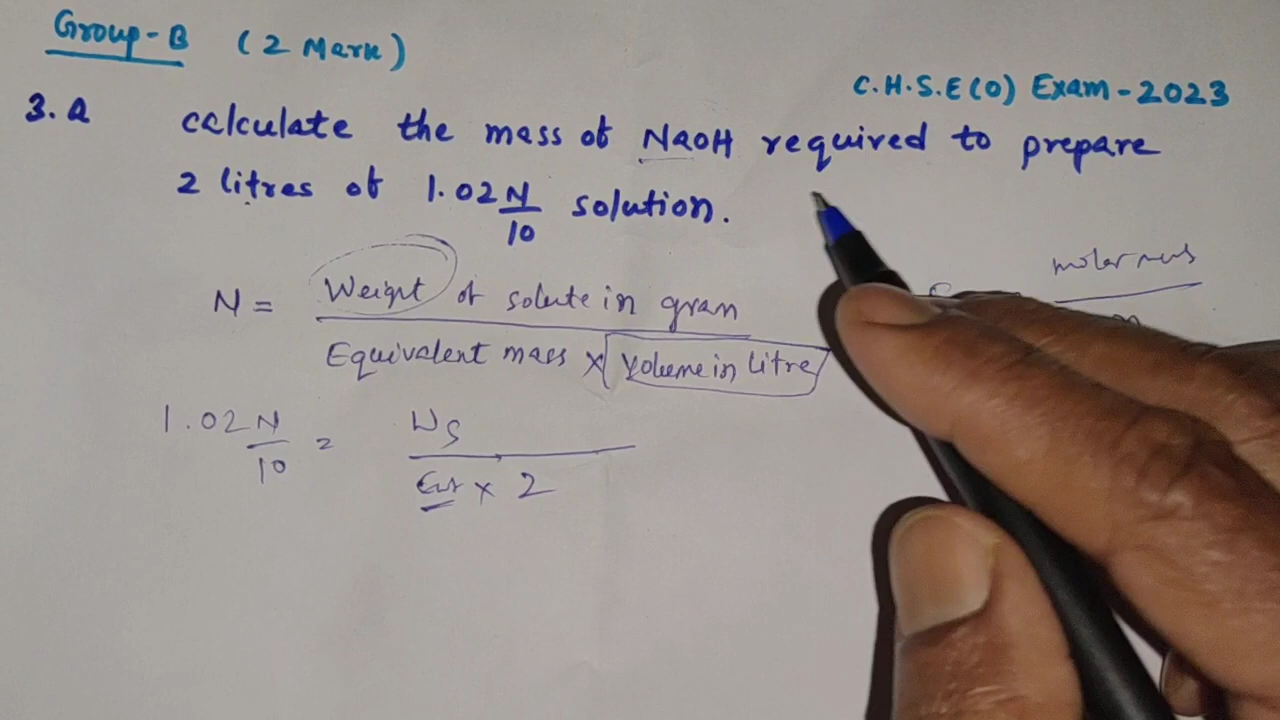 Group-B (2 Mark)
C.H.S.E(O) Exam-2023
3.a calculate the mass of NaOH required to prepare
2 litres of 1.02 N/10 solution.
N = Weight of solute in gram / Equivalent mass × Volume in litre
molar mass
1.02 N/10 = Ws / × 2